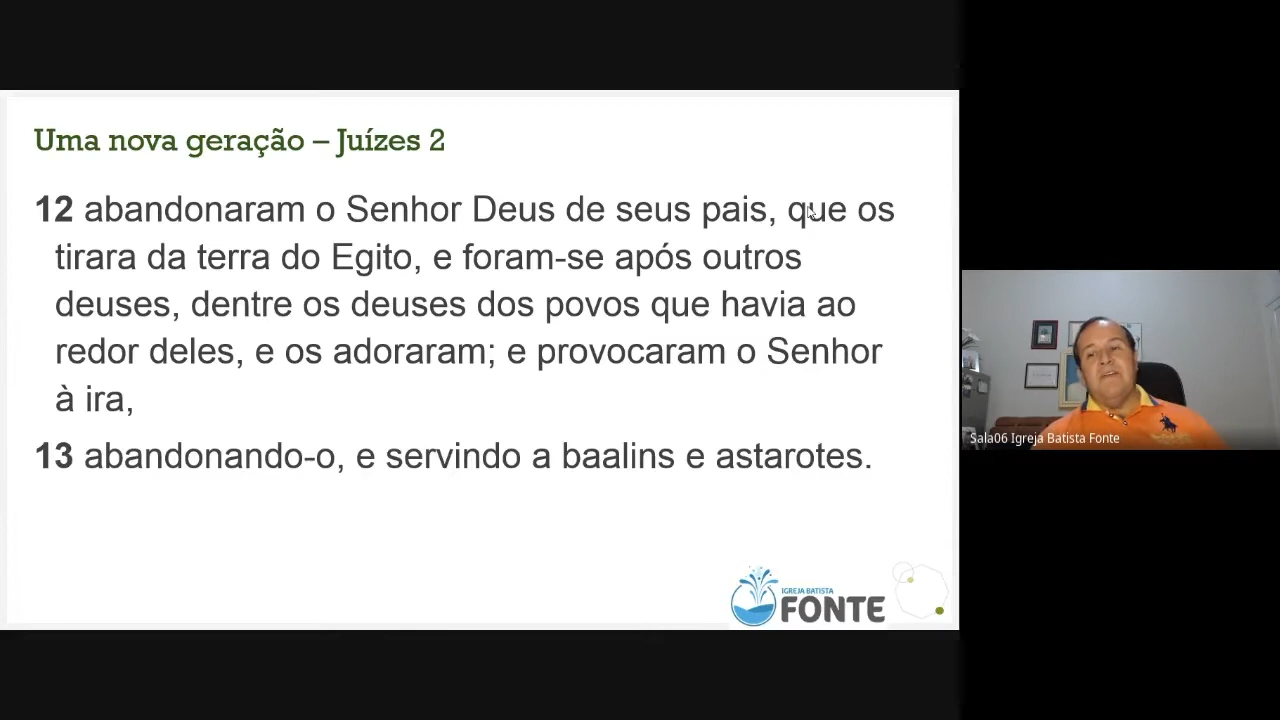 Uma nova geração – Juízes 2
12 abandonaram o Senhor Deus de seus pais, que os
tirara da terra do Egito, e foram-se após outros
deuses, dentre os deuses dos povos que havia ao
redor deles, e os adoraram; e provocaram o Senhor
à ira,
13 abandonando-o, e servindo a baalins e astarotes.
IGREJA BATISTA
FONTE
Sala06 Igreja Batista Fonte